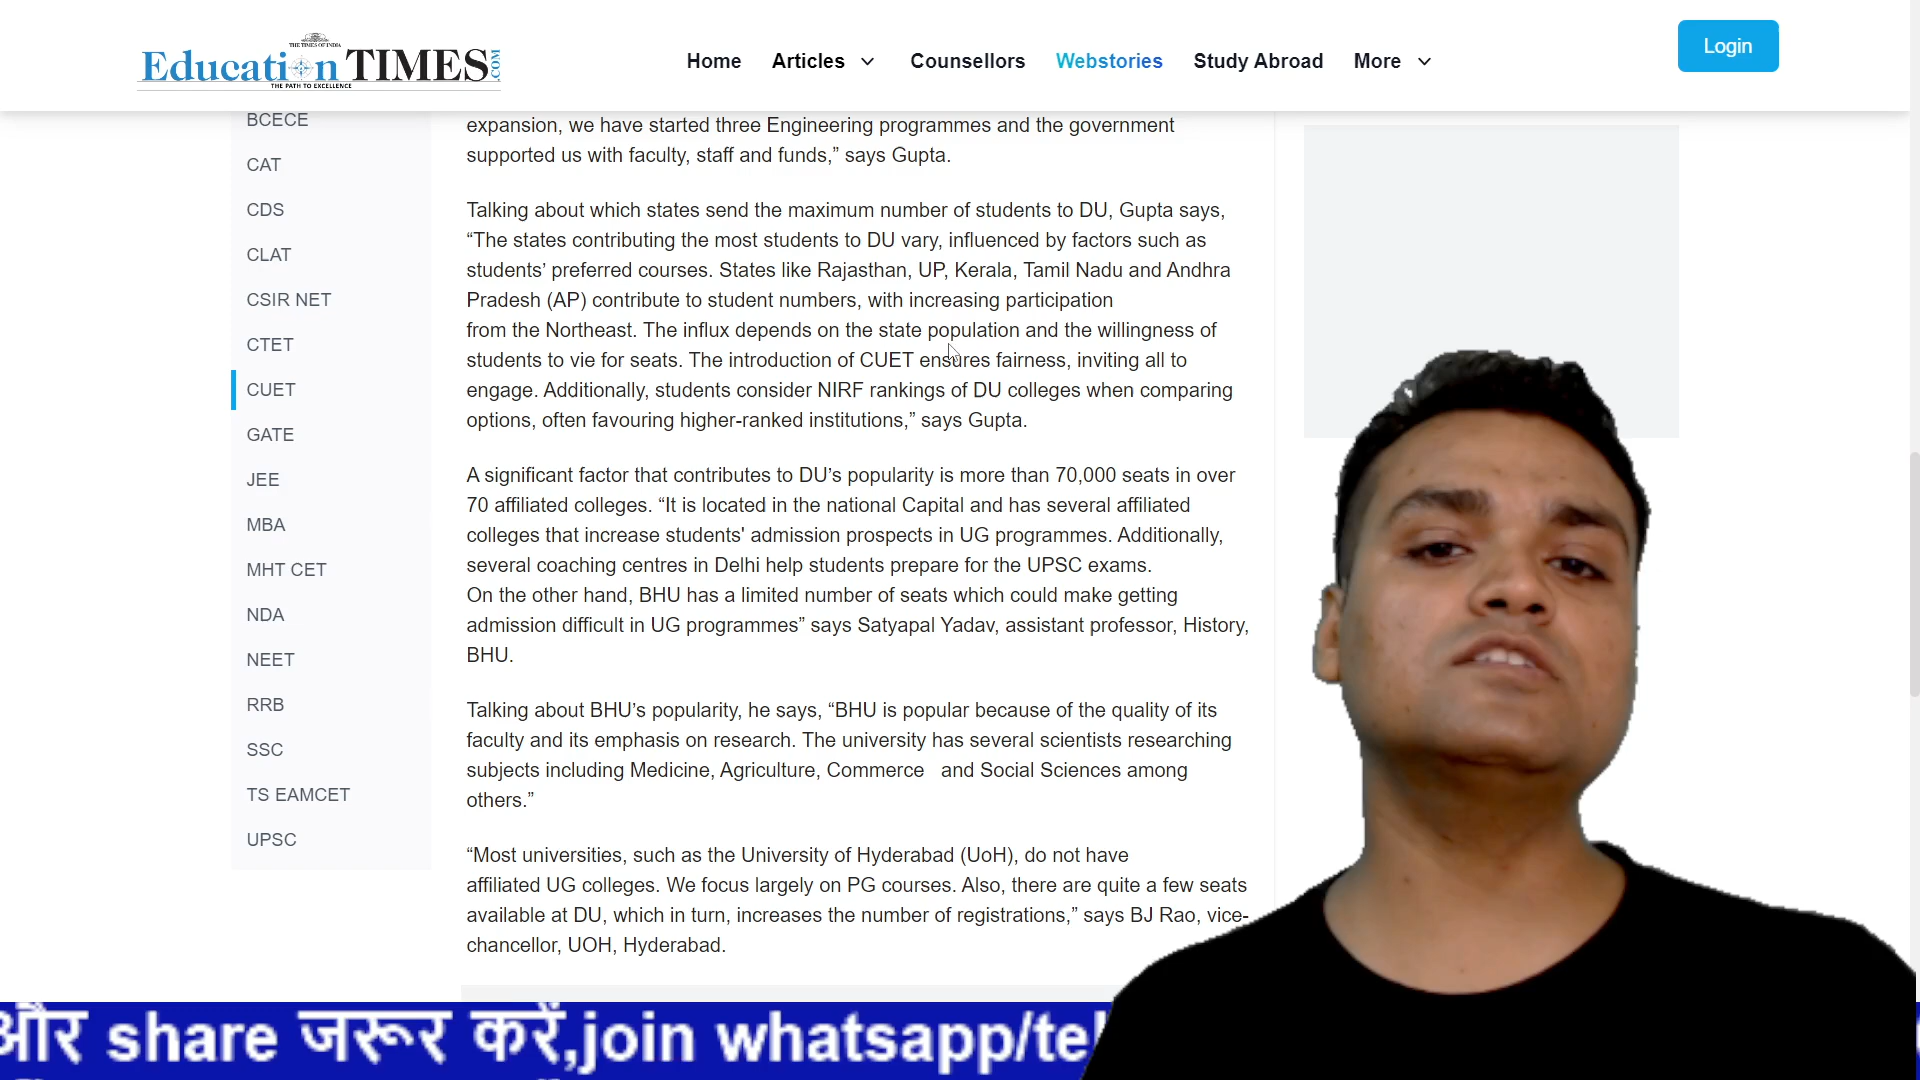 THE TIMES OF INDIA
Education TIMES.COM
THE PATH TO EXCELLENCE
Home
Articles
Counsellors
Webstories
Study Abroad
More
Login
BCECE
CAT
CDS
CLAT
CSIR NET
CTET
CUET
GATE
JEE
MBA
MHT CET
NDA
NEET
RRB
SSC
TS EAMCET
UPSC
expansion, we have started three Engineering programmes and the government
supported us with faculty, staff and funds,” says Gupta.
Talking about which states send the maximum number of students to DU, Gupta says,
“The states contributing the most students to DU vary, influenced by factors such as
students’ preferred courses. States like Rajasthan, UP, Kerala, Tamil Nadu and Andhra
Pradesh (AP) contribute to student numbers, with increasing participation
from the Northeast. The influx depends on the state population and the willingness of
students to vie for seats. The introduction of CUET ensures fairness, inviting all to
engage. Additionally, students consider NIRF rankings of DU colleges when comparing
options, often favouring higher-ranked institutions,” says Gupta.
A significant factor that contributes to DU’s popularity is more than 70,000 seats in over
70 affiliated colleges. “It is located in the national Capital and has several affiliated
colleges that increase students' admission prospects in UG programmes. Additionally,
several coaching centres in Delhi help students prepare for the UPSC exams.
On the other hand, BHU has a limited number of seats which could make getting
admission difficult in UG programmes” says Satyapal Yadav, assistant professor, History,
BHU.
Talking about BHU’s popularity, he says, “BHU is popular because of the quality of its
faculty and its emphasis on research. The university has several scientists researching
subjects including Medicine, Agriculture, Commerce and Social Sciences among
others.”
“Most universities, such as the University of Hyderabad (UoH), do not have
affiliated UG colleges. We focus largely on PG courses. Also, there are quite a few seats
available at DU, which in turn, increases the number of registrations,” says BJ Rao, vice-
chancellor, UOH, Hyderabad.
और share जरूर करें,join whatsapp/tel